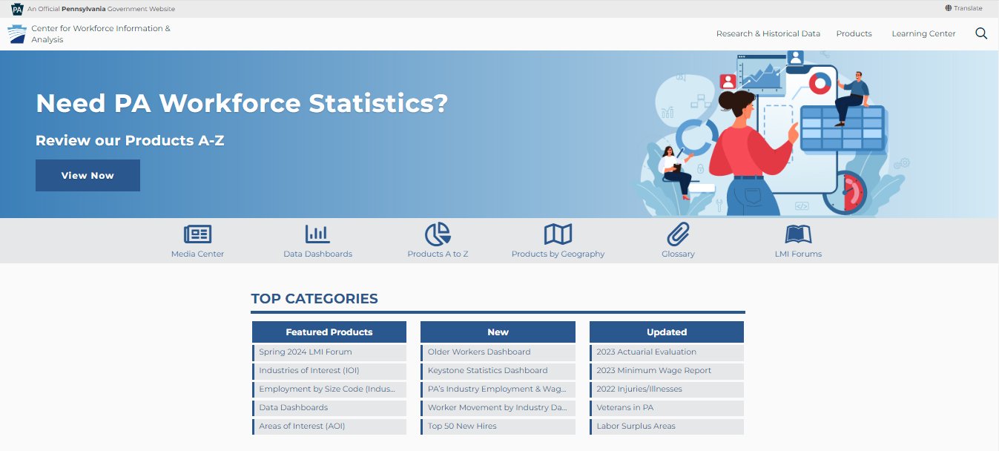 PA An Official Pennsylvania Government Website
Translate
Center for Workforce Information &
Analysis
Research & Historical Data
Products
Learning Center
Need PA Workforce Statistics?
Review our Products A-Z
View Now
Media Center
Data Dashboards
Products A to Z
Products by Geography
Glossary
LMI Forums
TOP CATEGORIES
Featured Products
Spring 2024 LMI Forum
Industries of Interest (IOI)
Employment by Size Code (Indus...
Data Dashboards
Areas of Interest (AOI)
New
Older Workers Dashboard
Keystone Statistics Dashboard
PA's Industry Employment & Wag...
Worker Movement by Industry Da...
Top 50 New Hires
Updated
2023 Actuarial Evaluation
2023 Minimum Wage Report
2022 Injuries/Illnesses
Veterans in PA
Labor Surplus Areas